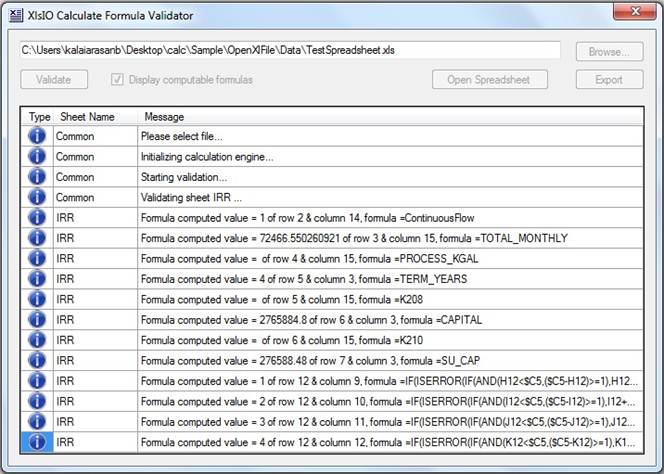 XlsIO Calculate Formula Validator
C:\Users\kalaiarasanb\Desktop\calc\Sample\OpenXlFile\Data\TestSpreadsheet.xls
Browse...
Validate
Display computable formulas
Open Spreadsheet
Export
Type Sheet Name Message
Common Please select file...
Common Initializing calculation engine...
Common Starting validation...
Common Validating sheet IRR ...
IRR Formula computed value = 1 of row 2 & column 14, formula =ContinuousFlow
IRR Formula computed value = 72466.550260921 of row 3 & column 15, formula =TOTAL_MONTHLY
IRR Formula computed value =  of row 4 & column 15, formula =PROCESS_KGAL
IRR Formula computed value = 4 of row 5 & column 3, formula =TERM_YEARS
IRR Formula computed value =  of row 5 & column 15, formula =K208
IRR Formula computed value = 2765884.8 of row 6 & column 3, formula =CAPITAL
IRR Formula computed value =  of row 6 & column 15, formula =K210
IRR Formula computed value = 276588.48 of row 7 & column 3, formula =SU_CAP
IRR Formula computed value = 1 of row 12 & column 9, formula =IF(ISERROR(IF(AND(H12<$C5,($C5-H12)>=1),H12...
IRR Formula computed value = 2 of row 12 & column 10, formula =IF(ISERROR(IF(AND(I12<$C5,($C5-I12)>=1),I12+...
IRR Formula computed value = 3 of row 12 & column 11, formula =IF(ISERROR(IF(AND(J12<$C5,($C5-J12)>=1),J12...
IRR Formula computed value = 4 of row 12 & column 12, formula =IF(ISERROR(IF(AND(K12<$C5,($C5-K12)>=1),K1...